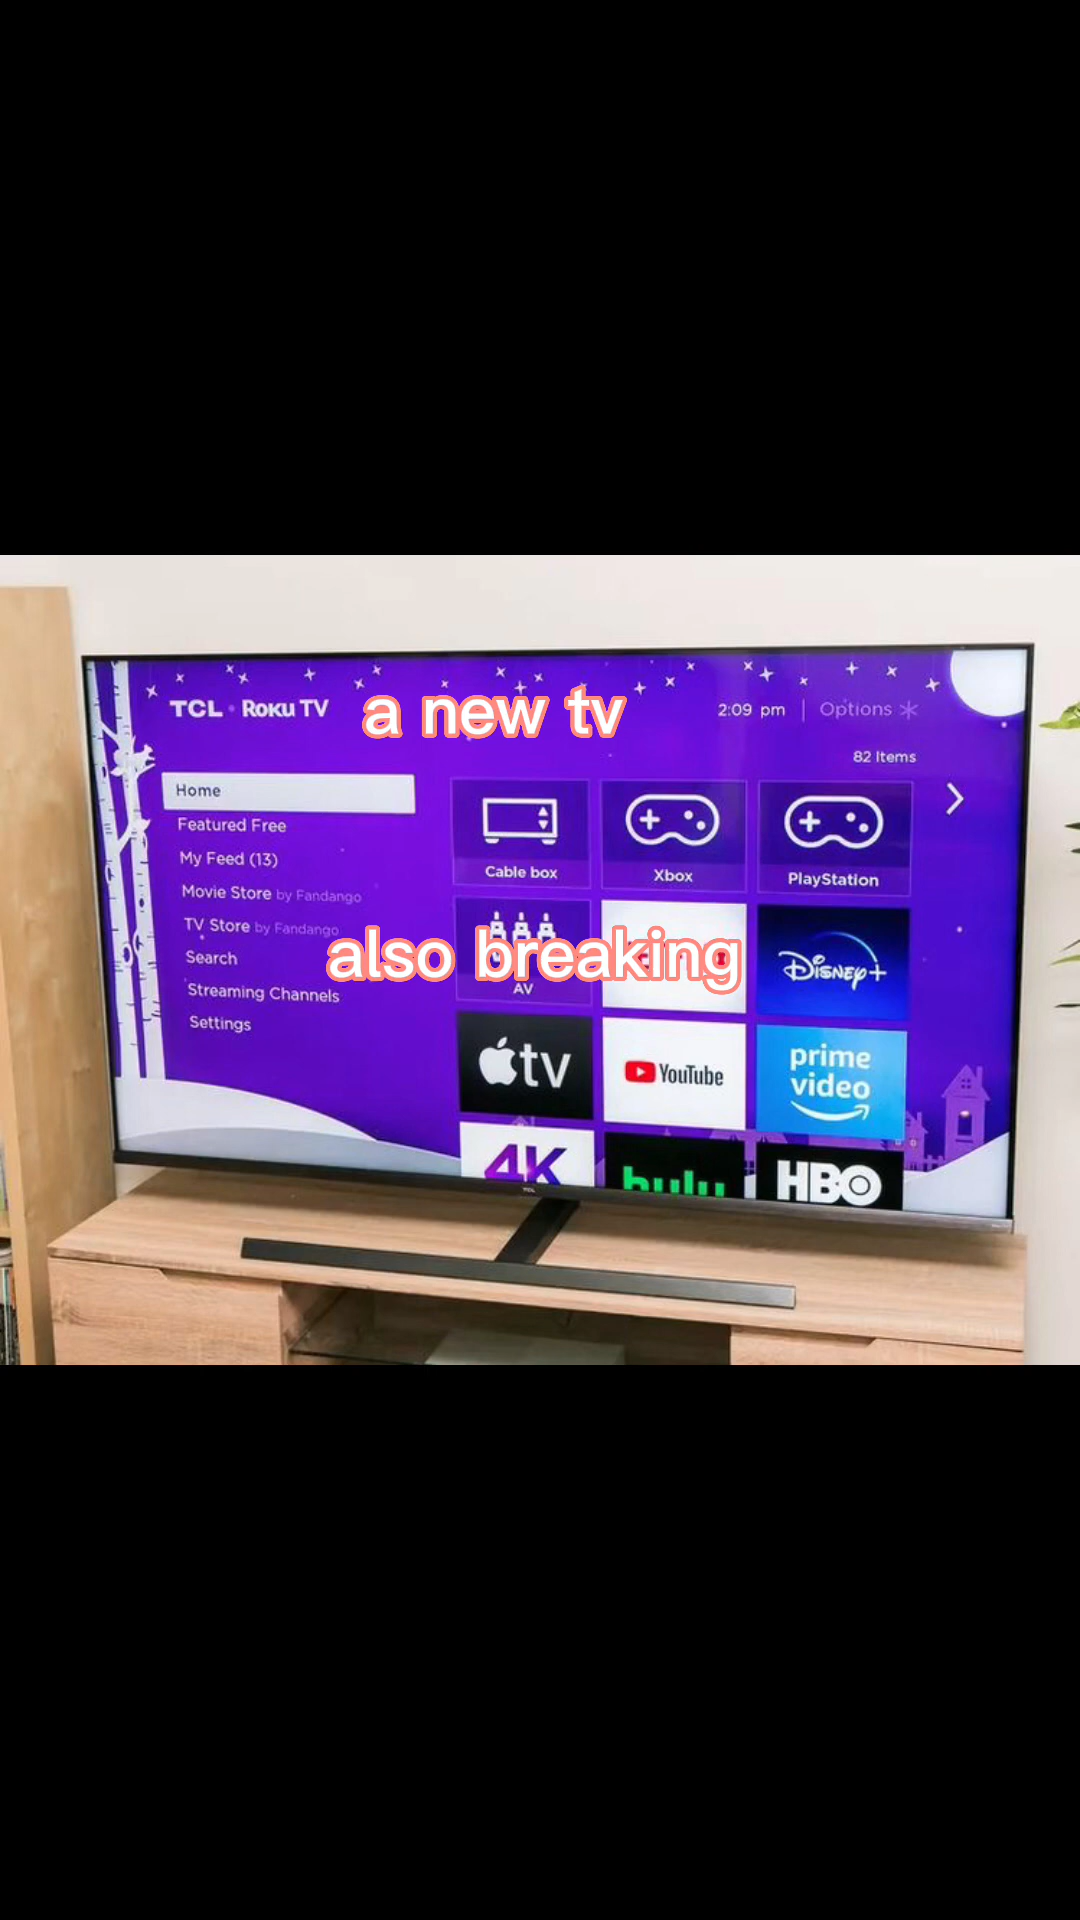 TCL • Roku TV
a new tv
2:09 pm
Options
82 Items
Home
Featured Free
My Feed (13)
Movie Store by Fandango
TV Store by Fandango
Search
Streaming Channels
Settings
Cable box
Xbox
PlayStation
also breaking
AV
Disney+
tv
YouTube
prime video
4K
hulu
HBO
TCL